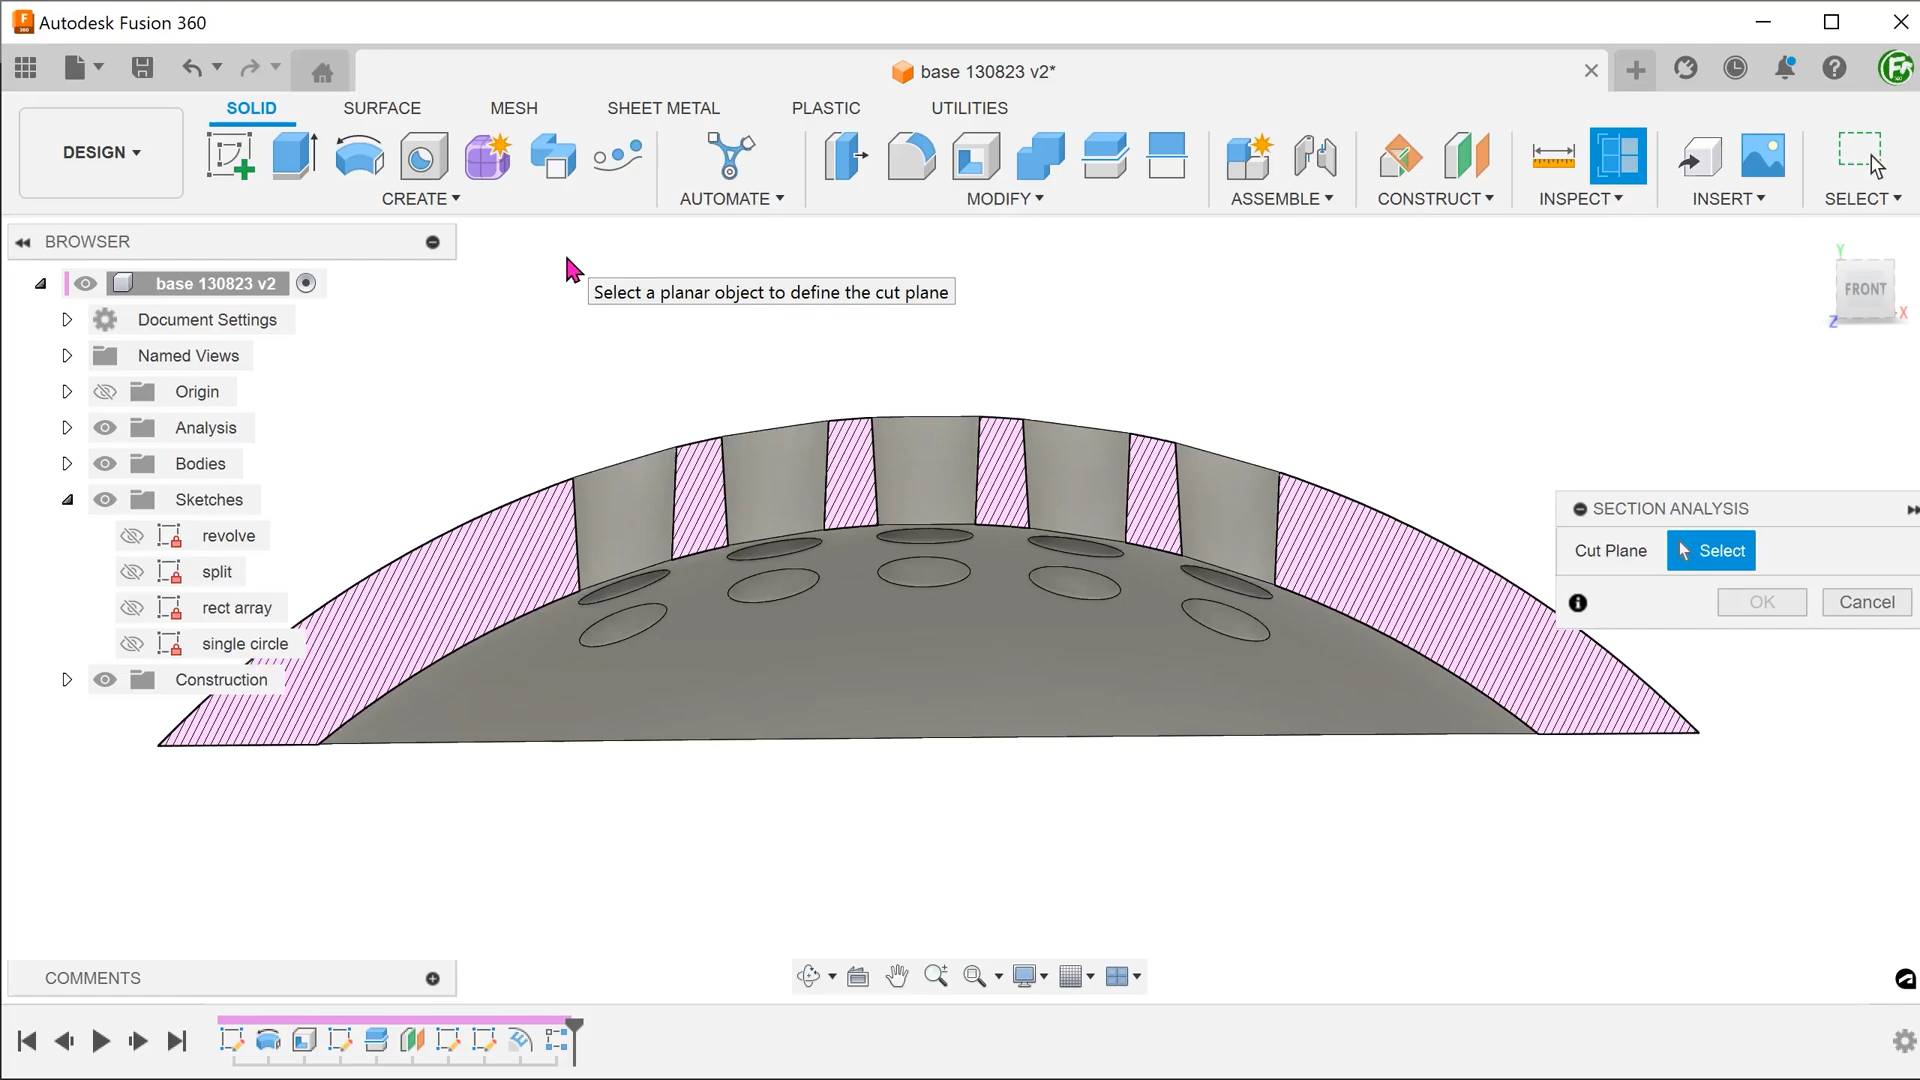 Autodesk Fusion 360
base 130823 v2*
SOLID SURFACE MESH SHEET METAL PLASTIC UTILITIES
DESIGN
CREATE AUTOMATE MODIFY ASSEMBLE CONSTRUCT INSPECT INSERT SELECT
BROWSER
base 130823 v2
Document Settings
Named Views
Origin
Analysis
Bodies
Sketches
revolve
split
rect array
single circle
Construction
Select a planar object to define the cut plane
Y
FRONT
X
Z
SECTION ANALYSIS
Cut Plane Select
OK Cancel
COMMENTS